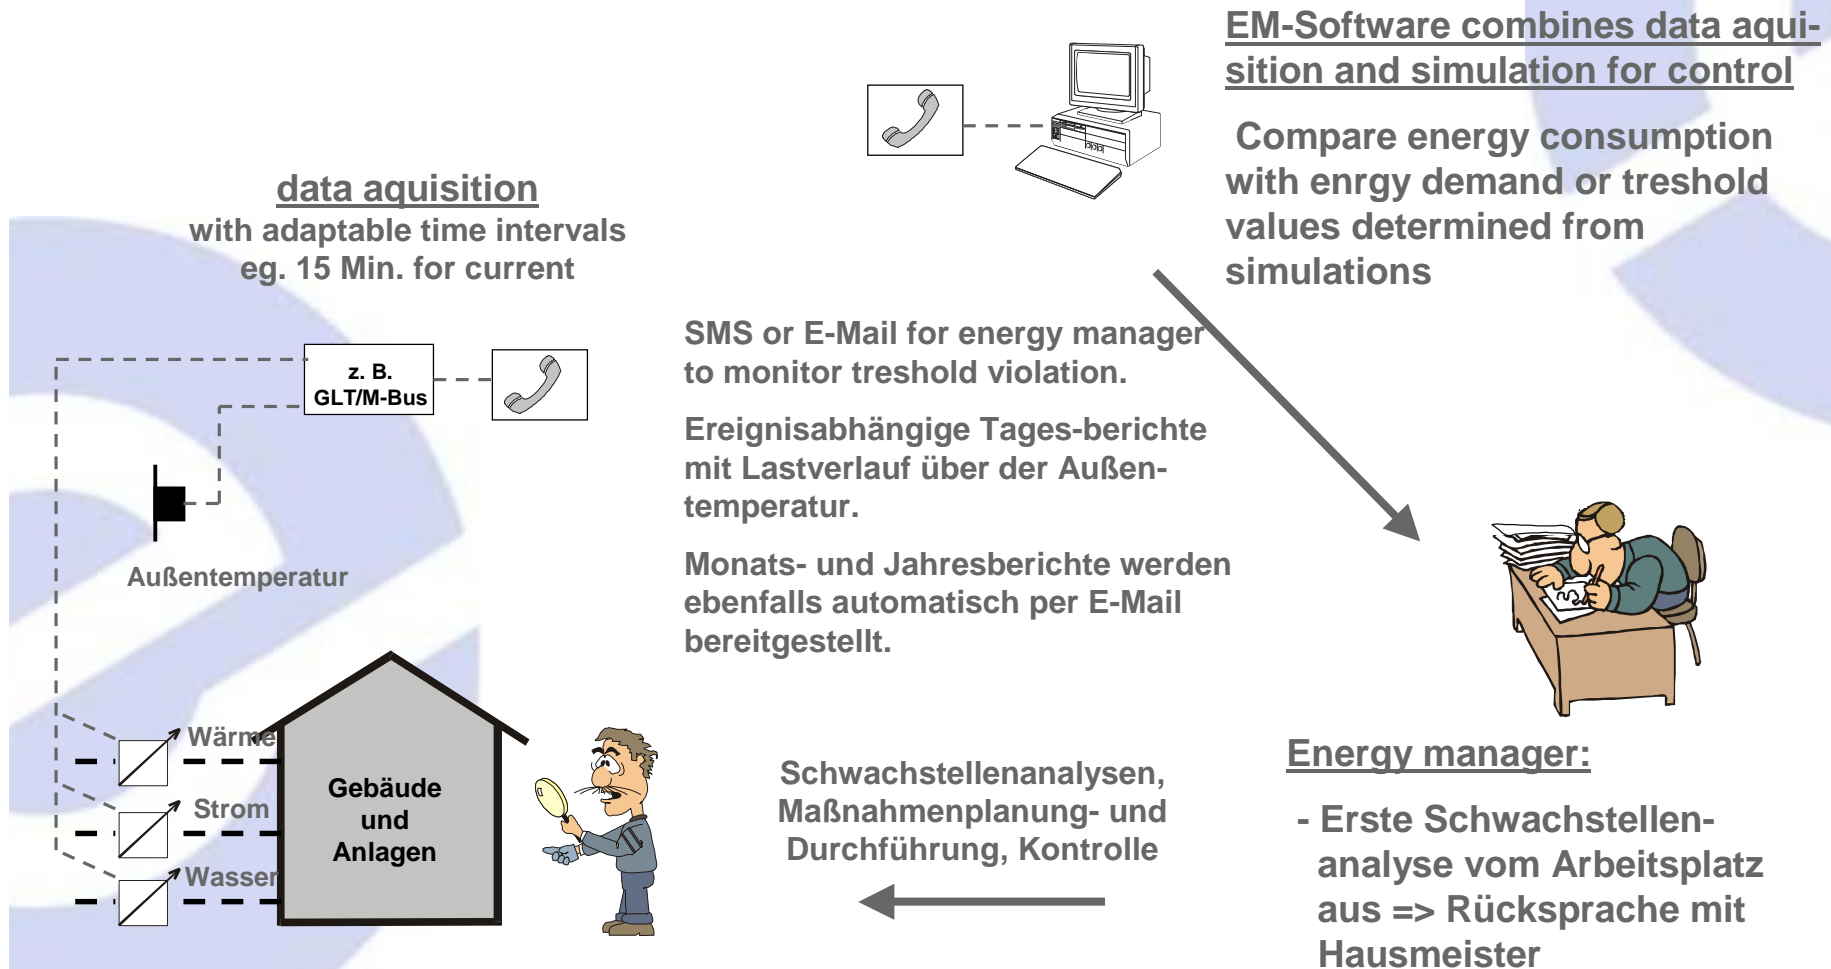 EM-Software combines data aqui-
sition and simulation for control
Compare energy consumption
with enrgy demand or treshold
values determined from
simulations
data aquisition
with adaptable time intervals
eg. 15 Min. for current
z. B.
GLT/M-Bus
Außentemperatur
SMS or E-Mail for energy manager
to monitor treshold violation.
Ereignisabhängige Tages-berichte
mit Lastverlauf über der Außen-
temperatur.
Monats- und Jahresberichte werden
ebenfalls automatisch per E-Mail
bereitgestellt.
Wärme
Strom
Wasser
Gebäude
und
Anlagen
Schwachstellenanalysen,
Maßnahmenplanung- und
Durchführung, Kontrolle
Energy manager:
- Erste Schwachstellen-
analyse vom Arbeitsplatz
aus => Rücksprache mit
Hausmeister